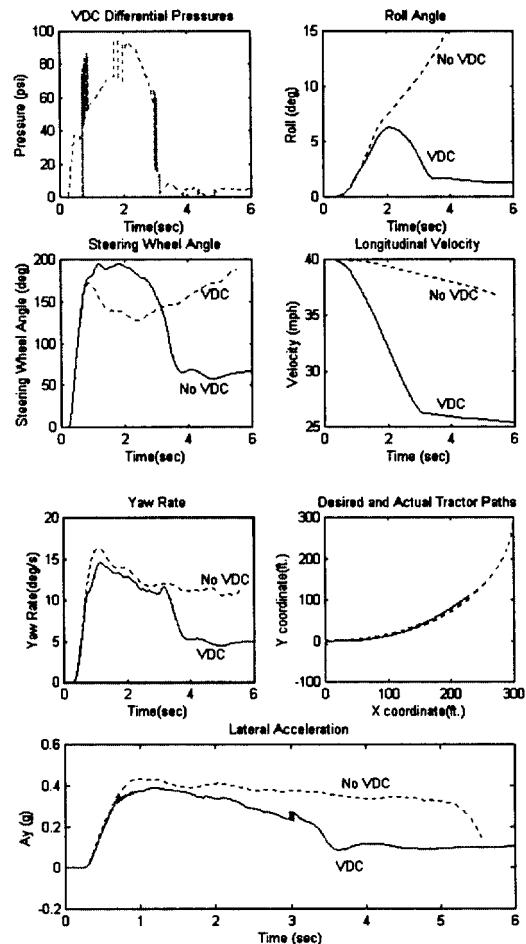 VDC Differential Pressures
Pressure (psi)
100
80
60
40
20
0
0 2 4 6
Time(sec)
Roll Angle
Roll (deg)
15
10
5
0
No VDC
VDC
0 2 4 6
Time(sec)
Steering Wheel Angle
Steering Wheel Angle (deg)
200
150
100
50
0
VDC
No VDC
0 2 4 6
Time(sec)
Longitudinal Velocity
Velocity (mph)
40
35
30
25
No VDC
VDC
0 2 4 6
Time (sec)
Yaw Rate
Yaw Rate(deg/s)
20
15
10
5
0
No VDC
VDC
0 2 4 6
Time(sec)
Desired and Actual Tractor Paths
Y coordinate(ft.)
300
200
100
0
-100
0 100 200 300
X coordinate(ft.)
Lateral Acceleration
Ay (g)
0.6
0.4
0.2
0
-0.2
No VDC
VDC
0 1 2 3 4 5 6
Time (sec)